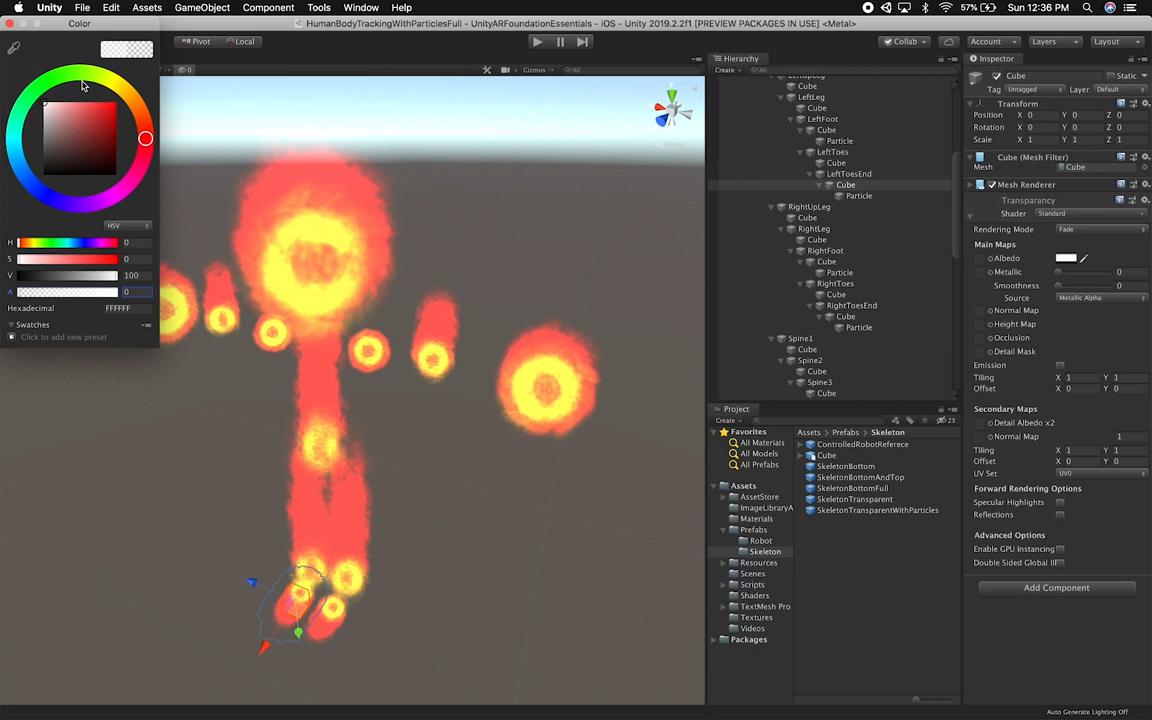 Unity File Edit Assets GameObject Component Tools Window Help 57% Sun 12:36 PM
Color
HumanBodyTrackingWithParticlesFull - UnityARFoundationEssentials - iOS - Unity 2019.2.2f1 [PREVIEW PACKAGES IN USE] <Metal>
Pivot Local
Collab Account Layers Layout
0 Gizmos All
HSV
H 0
S 0
V 100
A 0
Hexadecimal FFFFFF
Swatches
Click to add new preset
Persp
Hierarchy
Create All
LeftUpLeg
Cube
LeftLeg
Cube
LeftFoot
Cube
Particle
LeftToes
Cube
LeftToesEnd
Cube
Particle
RightUpLeg
Cube
RightLeg
Cube
RightFoot
Cube
Particle
RightToes
Cube
RightToesEnd
Cube
Particle
Spine1
Cube
Spine2
Cube
Spine3
Cube
Project
Create 23
Favorites
All Materials
All Models
All Prefabs
Assets
AssetStore
ImageLibraryA
Materials
Prefabs
Robot
Skeleton
Resources
Scenes
Scripts
Shaders
TextMesh Pro
Textures
Videos
Packages
Assets Prefabs Skeleton
ControlledRobotReferece
Cube
SkeletonBottom
SkeletonBottomAndTop
SkeletonBottomFull
SkeletonTransparent
SkeletonTransparentWithParticles
Inspector
Cube Static
Tag Untagged Layer Default
Transform
Position X 0 Y 0 Z 0
Rotation X 0 Y 0 Z 0
Scale X 1 Y 1 Z 1
Cube (Mesh Filter)
Mesh Cube
Mesh Renderer
Transparancy
Shader Standard
Rendering Mode Fade
Main Maps
Albedo
Metallic 0
Smoothness 0
Source Metallic Alpha
Normal Map
Height Map
Occlusion
Detail Mask
Emission
Tiling X 1 Y 1
Offset X 0 Y 0
Secondary Maps
Detail Albedo x2
Normal Map 1
Tiling X 1 Y 1
Offset X 0 Y 0
UV Set UV0
Forward Rendering Options
Specular Highlights
Reflections
Advanced Options
Enable GPU Instancing
Double Sided Global Ill
Add Component
Auto Generate Lighting Off